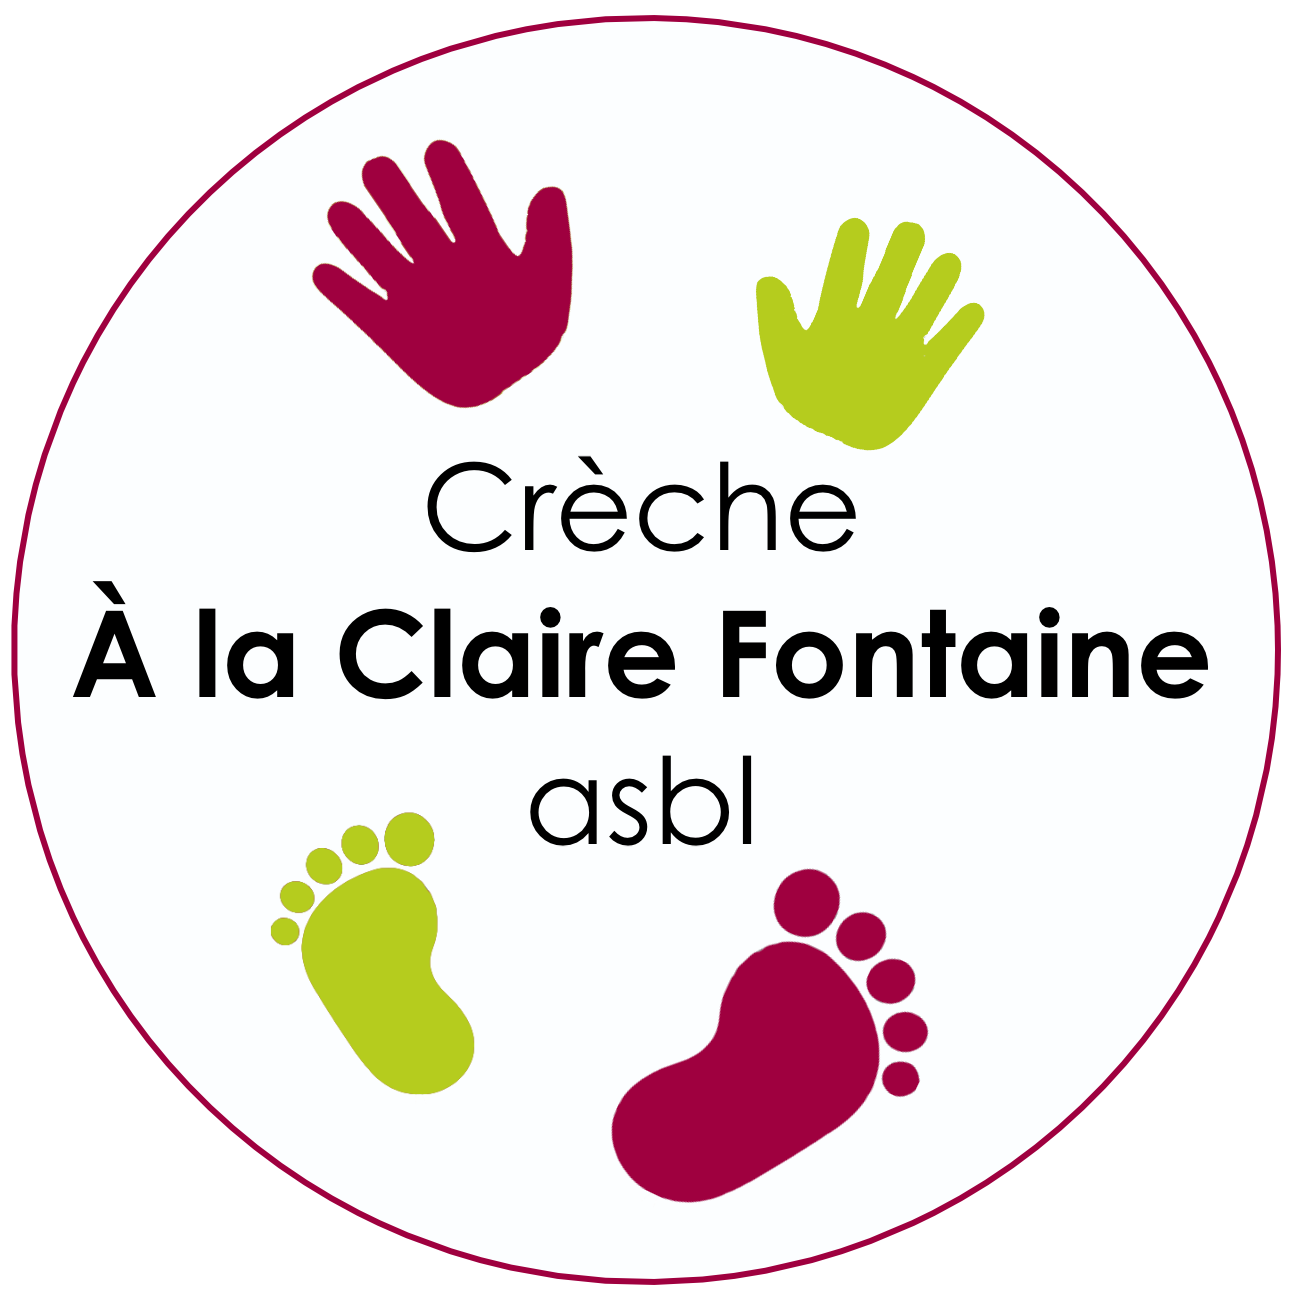 Crèche
À la Claire Fontaine
asbl